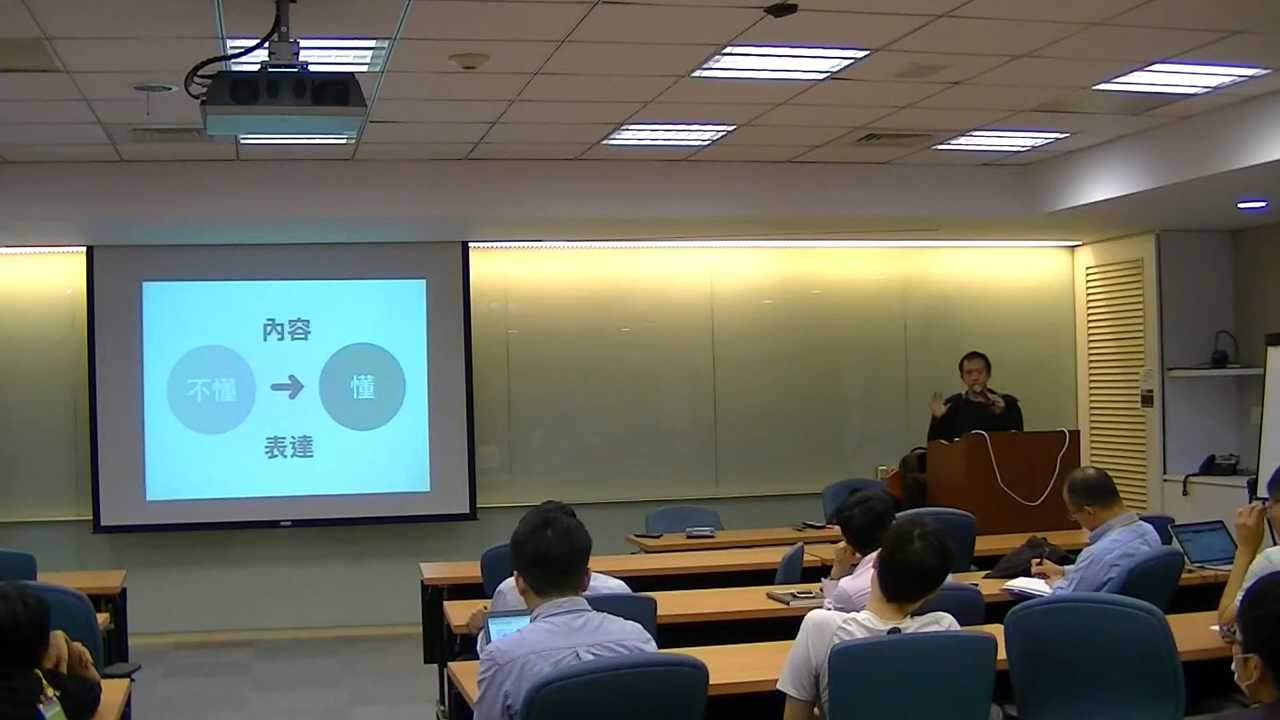 內容
不懂 → 懂
表達